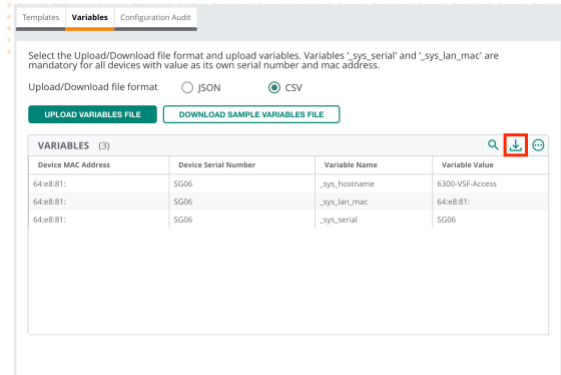 Templates Variables Configuration Audit
Select the Upload/Download file format and upload variables. Variables '_sys_serial' and '_sys_lan_mac' are
mandatory for all devices with value as its own serial number and mac address.
Upload/Download file format JSON CSV
UPLOAD VARIABLES FILE DOWNLOAD SAMPLE VARIABLES FILE
VARIABLES (3)
Device MAC Address Device Serial Number Variable Name Variable Value
64:e8:81: SG06 _sys_hostname 6300-VSF-Access
64:e8:81: SG06 _sys_lan_mac 64:e8:81:
64:e8:81: SG06 _sys_serial SG06